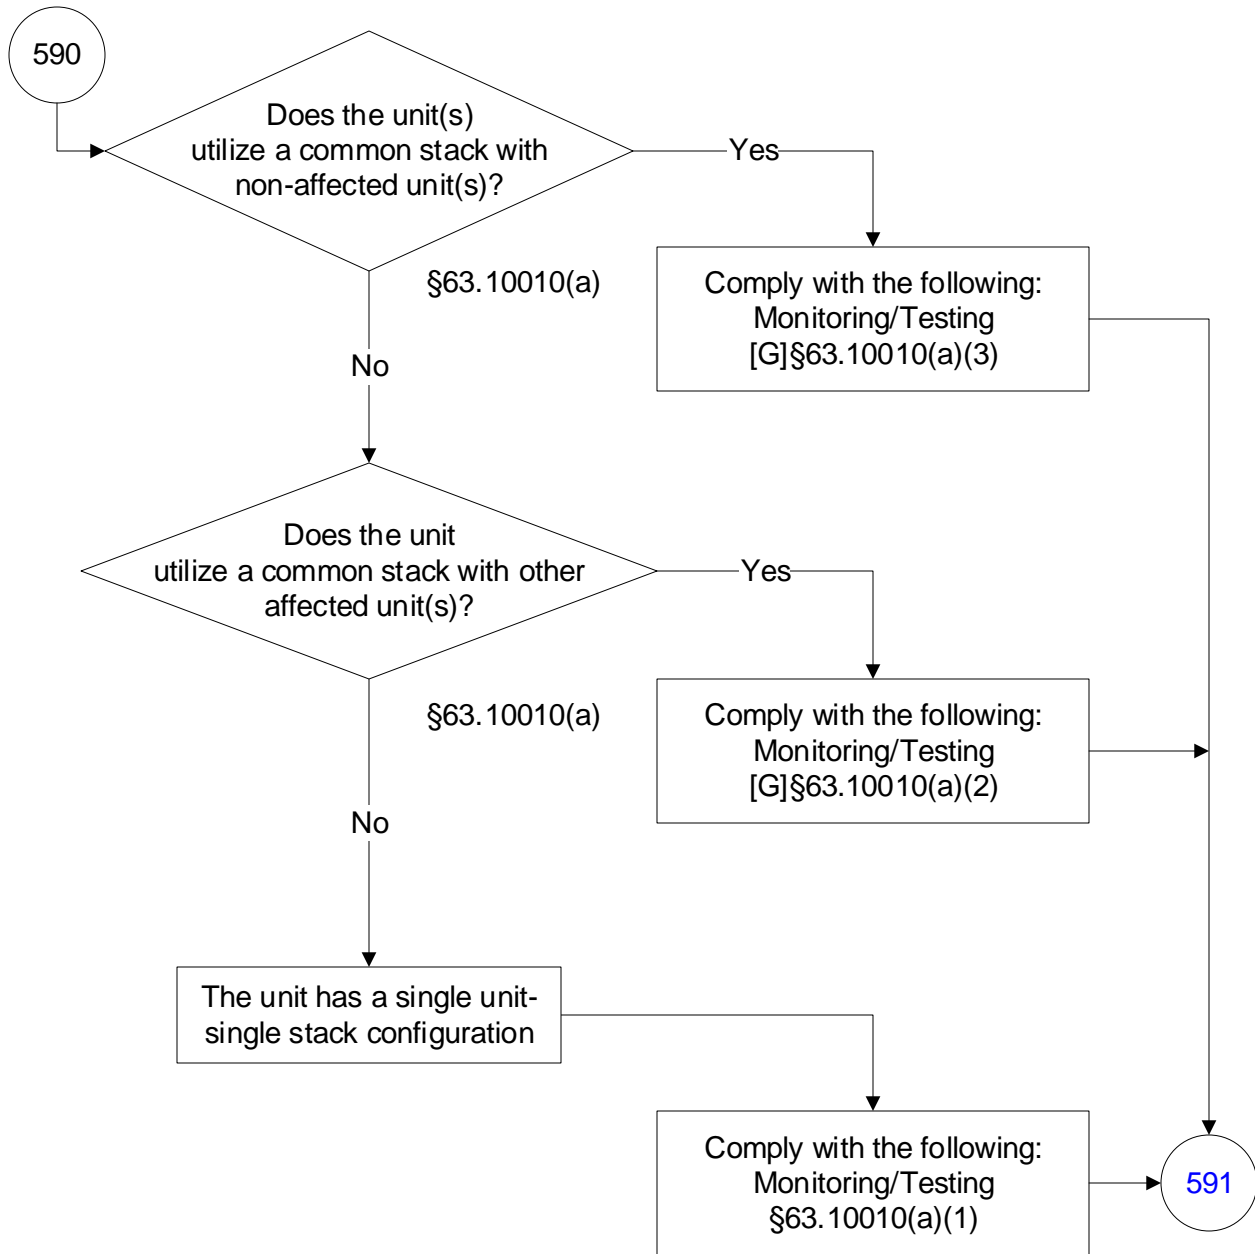 590
Does the unit(s)
utilize a common stack with
non-affected unit(s)?
Yes
§63.10010(a)
Comply with the following:
Monitoring/Testing
[G]§63.10010(a)(3)
No
Does the unit
utilize a common stack with other
affected unit(s)?
Yes
§63.10010(a)
Comply with the following:
Monitoring/Testing
[G]§63.10010(a)(2)
No
The unit has a single unit-
single stack configuration
Comply with the following:
Monitoring/Testing
§63.10010(a)(1)
591